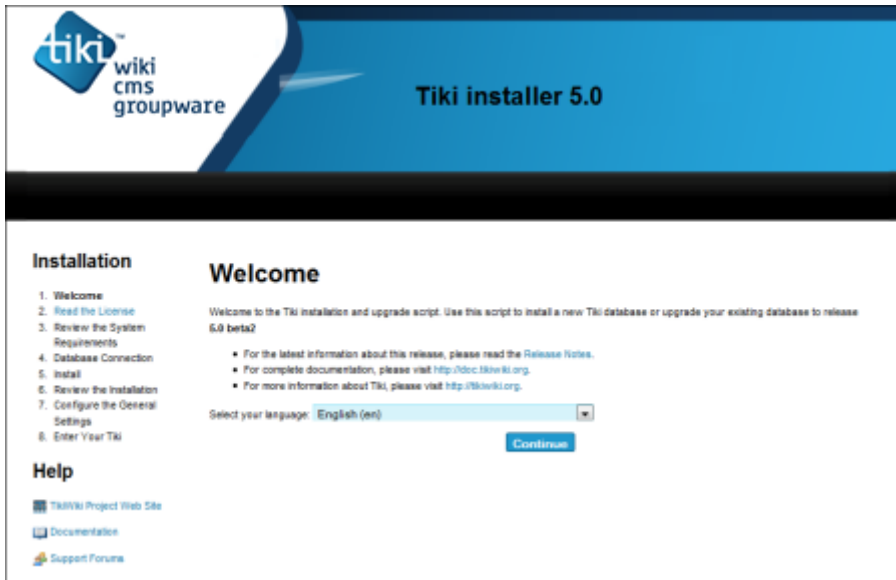 tiki™
wiki
cms
groupware
Tiki installer 5.0
Installation
1. Welcome
2. Read the License
3. Review the System
Requirements
4. Database Connection
5. Install
6. Review the Installation
7. Configure the General
Settings
8. Enter Your Tiki
Help
TikiWiki Project Web Site
Documentation
Support Forums
Welcome
Welcome to the Tiki installation and upgrade script. Use this script to install a new Tiki database or upgrade your existing database to release
5.0 beta2
• For the latest information about this release, please read the Release Notes.
• For complete documentation, please visit http://doc.tikiwiki.org.
• For more information about Tiki, please visit http://tikiwiki.org.
Select your language: English (en)
Continue